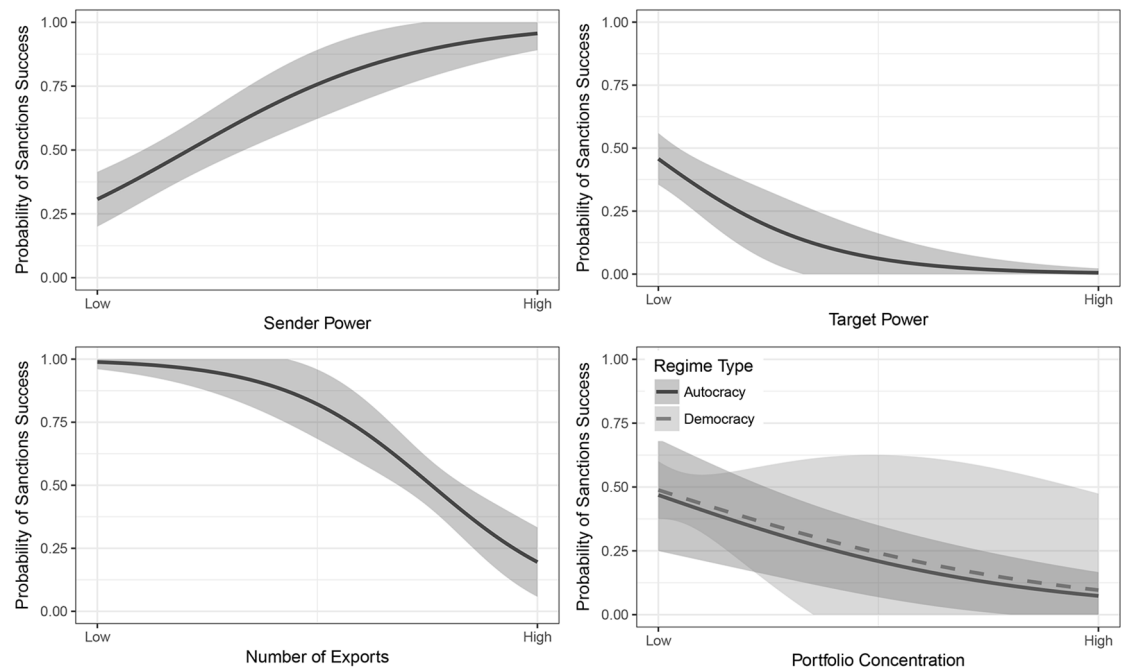 Probability of Sanctions Success
1.00
0.75
0.50
0.25
0.00
Low
High
Sender Power
Probability of Sanctions Success
1.00
0.75
0.50
0.25
0.00
Low
High
Target Power
Probability of Sanctions Success
1.00
0.75
0.50
0.25
0.00
Low
High
Number of Exports
Probability of Sanctions Success
1.00
0.75
0.50
0.25
0.00
Regime Type
Autocracy
Democracy
Low
High
Portfolio Concentration